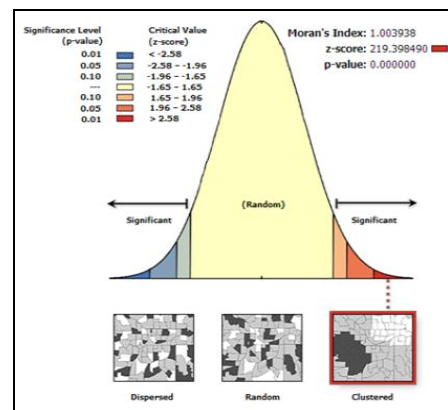 Significance Level
(p-value)
Critical Value
(z-score)
0.01 < -2.58
0.05 -2.58 - -1.96
0.10 -1.96 - -1.65
--- -1.65 - 1.65
0.10 1.65 - 1.96
0.05 1.96 - 2.58
0.01 > 2.58
Moran's Index: 1.003938
z-score: 219.398490
p-value: 0.000000
Significant
(Random)
Significant
Dispersed
Random
Clustered